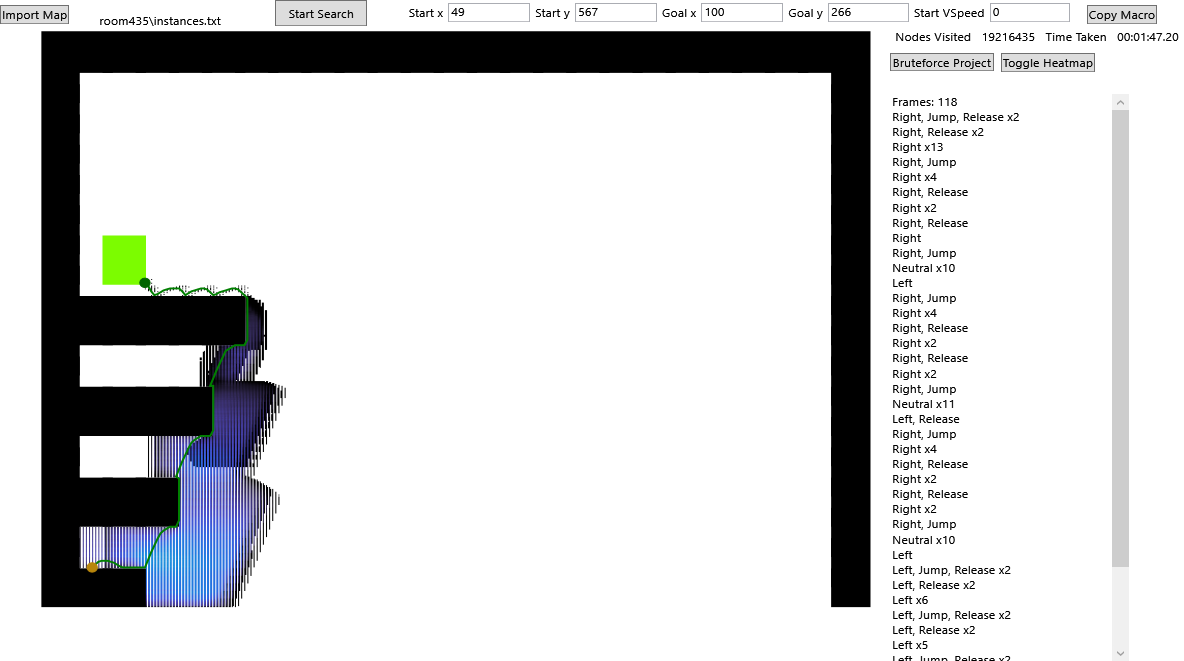 Import Map
room435\instances.txt
Start Search
Start x 49 Start y 567 Goal x 100 Goal y 266 Start VSpeed 0
Copy Macro
Nodes Visited 19216435 Time Taken 00:01:47.20
Bruteforce Project Toggle Heatmap
Frames: 118
Right, Jump, Release x2
Right, Release x2
Right x13
Right, Jump
Right x4
Right, Release
Right x2
Right, Release
Right
Right, Jump
Neutral x10
Left
Right, Jump
Right x4
Right, Release
Right x2
Right, Release
Right x2
Right, Jump
Neutral x11
Left, Release
Right, Jump
Right x4
Right, Release
Right x2
Right, Release
Right x2
Right, Jump
Neutral x10
Left
Left, Jump, Release x2
Left, Release x2
Left x6
Left, Jump, Release x2
Left, Release x2
Left x5
Left, Jump, Release x2